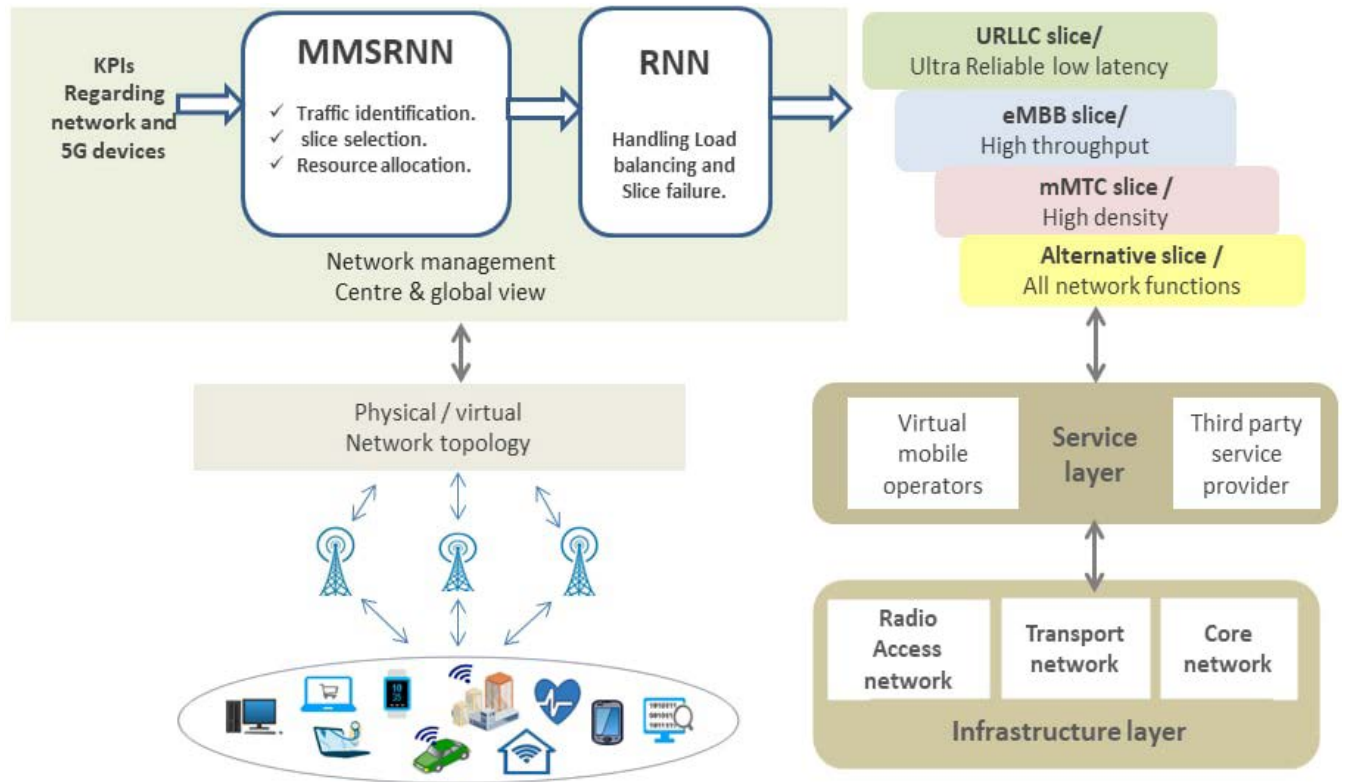 KPIs
Regarding
network and
5G devices
MMSRNN
✓ Traffic identification.
✓ slice selection.
✓ Resource allocation.
RNN
Handling Load
balancing and
Slice failure.
Network management
Centre & global view
URLLC slice/
Ultra Reliable low latency
eMBB slice/
High throughput
mMTC slice /
High density
Alternative slice /
All network functions
Physical / virtual
Network topology
Virtual
mobile
operators
Service
layer
Third party
service
provider
Radio
Access
network
Transport
network
Core
network
Infrastructure layer
10
35